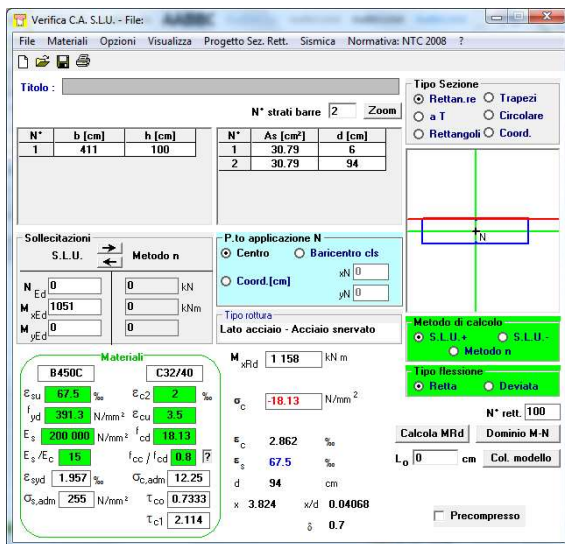 Verifica C.A. S.L.U. - File:
File Materiali Opzioni Visualizza Progetto Sez. Rett. Sismica Normativa: NTC 2008 ?
Titolo :
N° strati barre 2 Zoom
N° b [cm] h [cm]
1 411 100
N° As [cm²] d [cm]
1 30.79 6
2 30.79 94
Tipo Sezione
Rettan.re Trapezi
a T Circolare
Rettangoli Coord.
N
Sollecitazioni
S.L.U. Metodo n
N Ed 0 0 kN
M xEd 1051 0 kNm
M yEd 0 0
P.to applicazione N
Centro Baricentro cls
Coord.[cm]
xN 0
yN 0
Tipo rottura
Lato acciaio - Acciaio snervato
Metodo di calcolo
S.L.U.+ S.L.U.-
Metodo n
Tipo flessione
Retta Deviata
N° rett. 100
Calcola MRd Dominio M-N
L₀ 0 cm Col. modello
Precompresso
Materiali
B450C C32/40
εsu 67.5 ‰ εc2 2 ‰
fyd 391.3 N/mm² εcu 3.5
Es 200 000 N/mm² fcd 18.13
Es /Ec 15 fcc / fcd 0.8 ?
εsyd 1.957 ‰ σc,adm 12.25
σs,adm 255 N/mm² τco 0.7333
τc1 2.114
M xRd 1 158 kN m
σc -18.13 N/mm²
εc 2.862 ‰
εs 67.5 ‰
d 94 cm
x 3.824 x/d 0.04068
δ 0.7